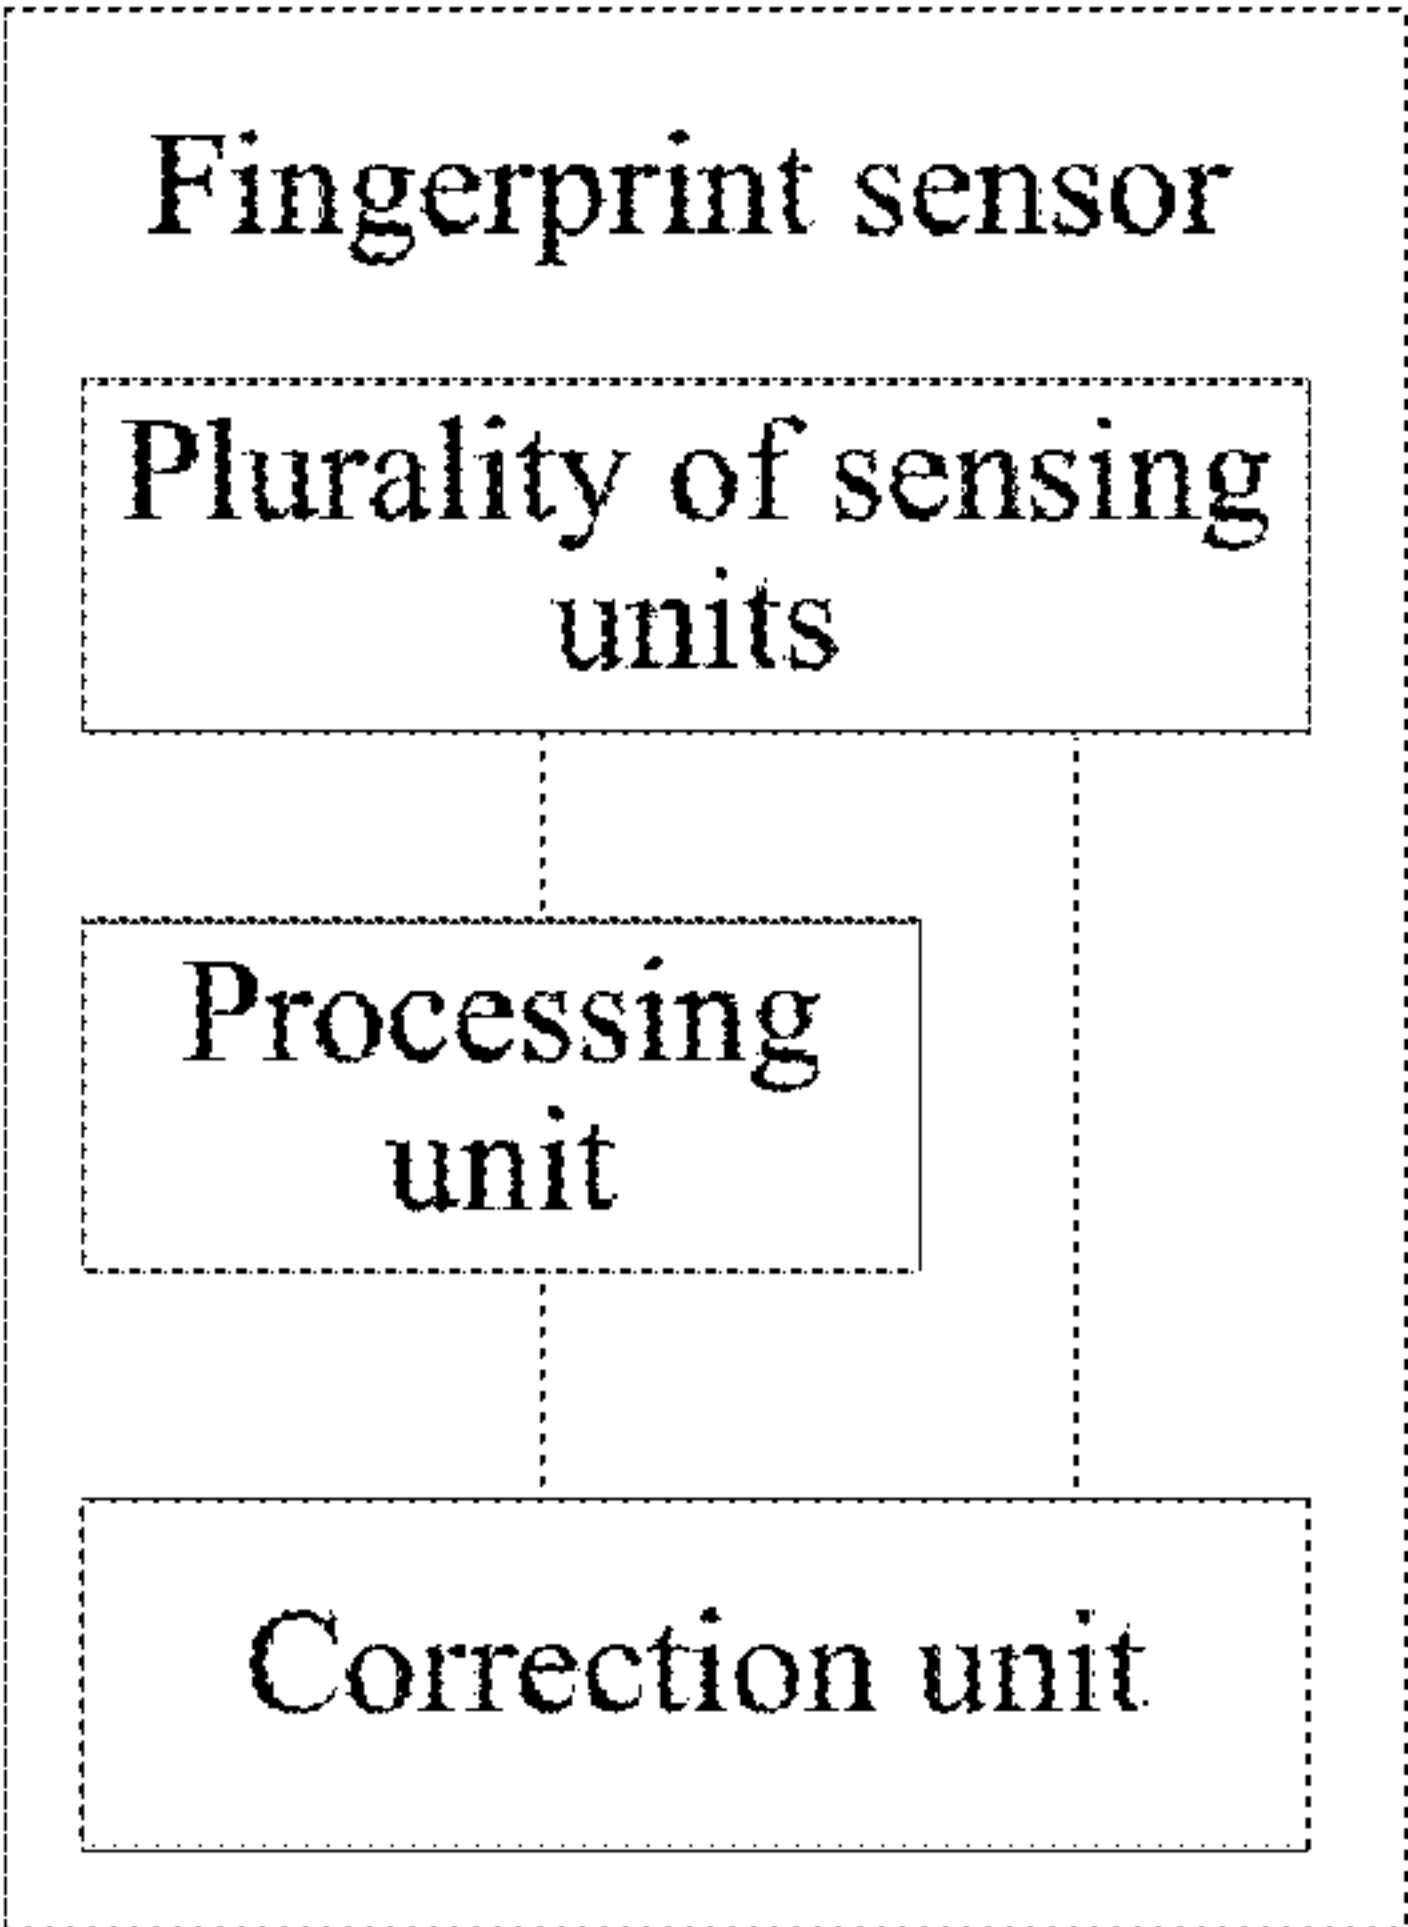 Fingerprint sensor
Plurality of sensing
units
Processing
unit
Correction unit